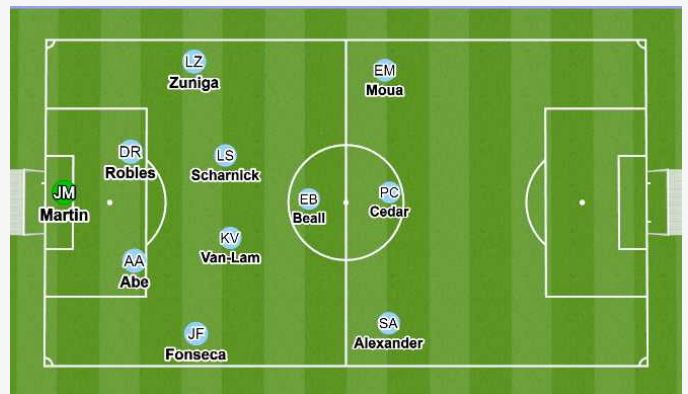 LZ
Zuniga
EM
Moua
DR
Robles
LS
Scharnick
JM
Martin
EB
Beall
PC
Cedar
KV
Van-Lam
AA
Abe
JF
Fonseca
SA
Alexander